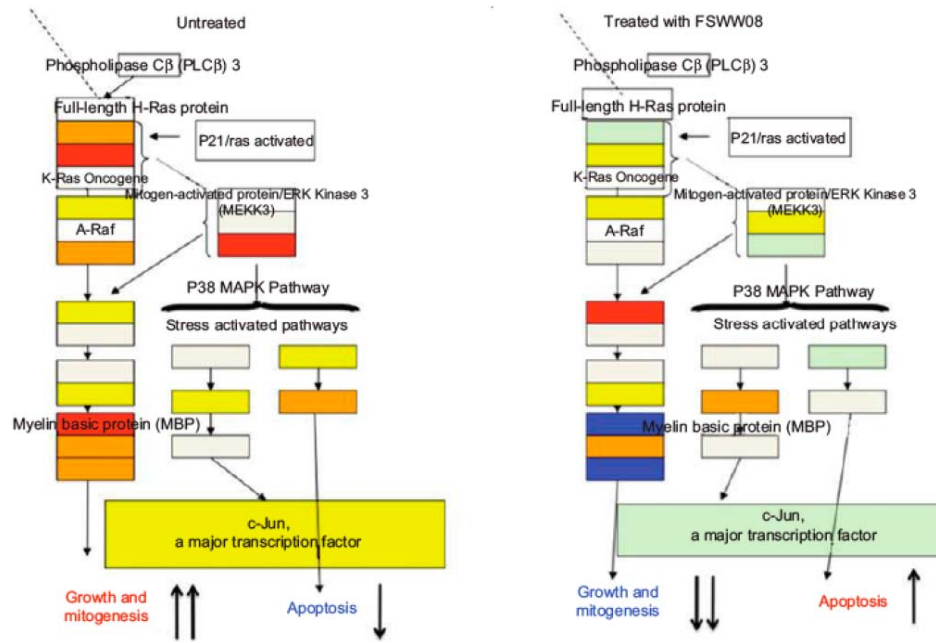 Untreated
Phospholipase Cβ (PLCβ) 3
Full-length H-Ras protein
P21/ras activated
K-Ras Oncogene
Mitogen-activated protein/ERK Kinase 3
(MEKK3)
A-Raf
P38 MAPK Pathway
Stress activated pathways
Myelin basic protein (MBP)
c-Jun,
a major transcription factor
Growth and
mitogenesis
Apoptosis
Treated with FSWW08
Phospholipase Cβ (PLCβ) 3
Full-length H-Ras protein
P21/ras activated
K-Ras Oncogene
Mitogen-activated protein/ERK Kinase 3
(MEKK3)
A-Raf
P38 MAPK Pathway
Stress activated pathways
Myelin basic protein (MBP)
c-Jun,
a major transcription factor
Growth and
mitogenesis
Apoptosis